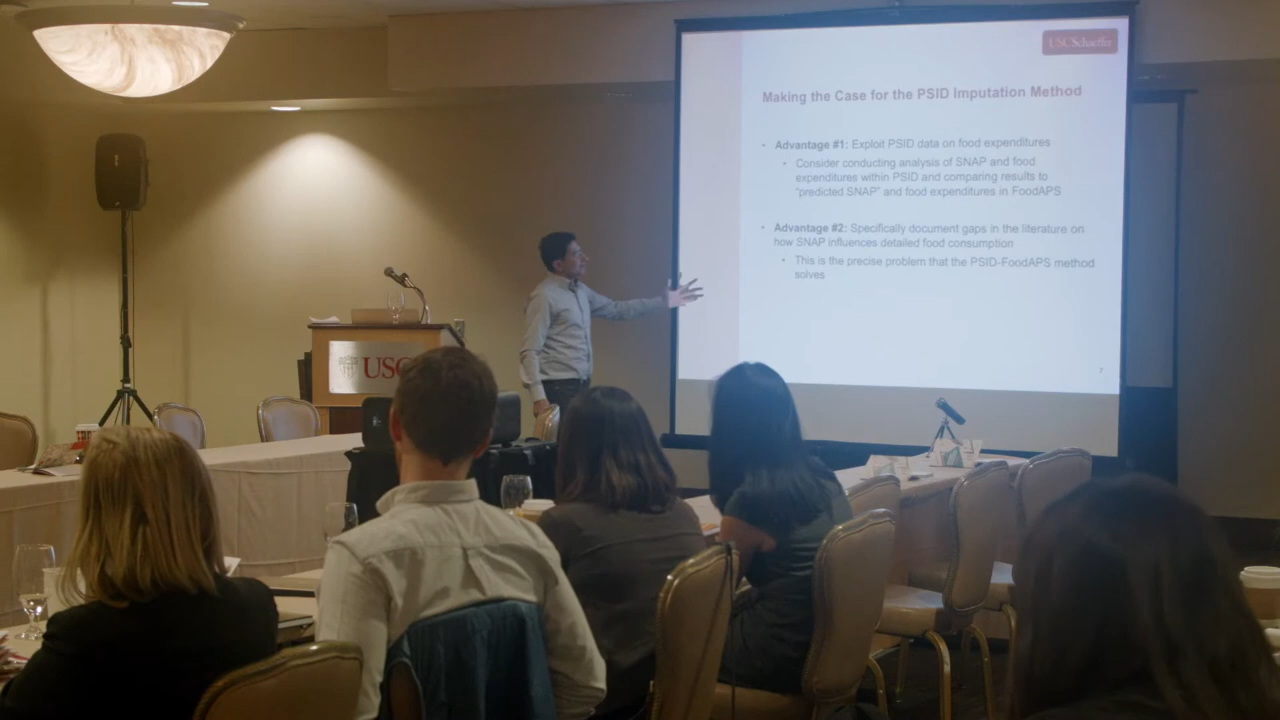 USCSchaeffer
Making the Case for the PSID Imputation Method
• Advantage #1: Exploit PSID data on food expenditures
• Consider conducting analysis of SNAP and food
expenditures within PSID and comparing results to
"predicted SNAP" and food expenditures in FoodAPS
• Advantage #2: Specifically document gaps in the literature on
how SNAP influences detailed food consumption
• This is the precise problem that the PSID-FoodAPS method
solves
7
USC